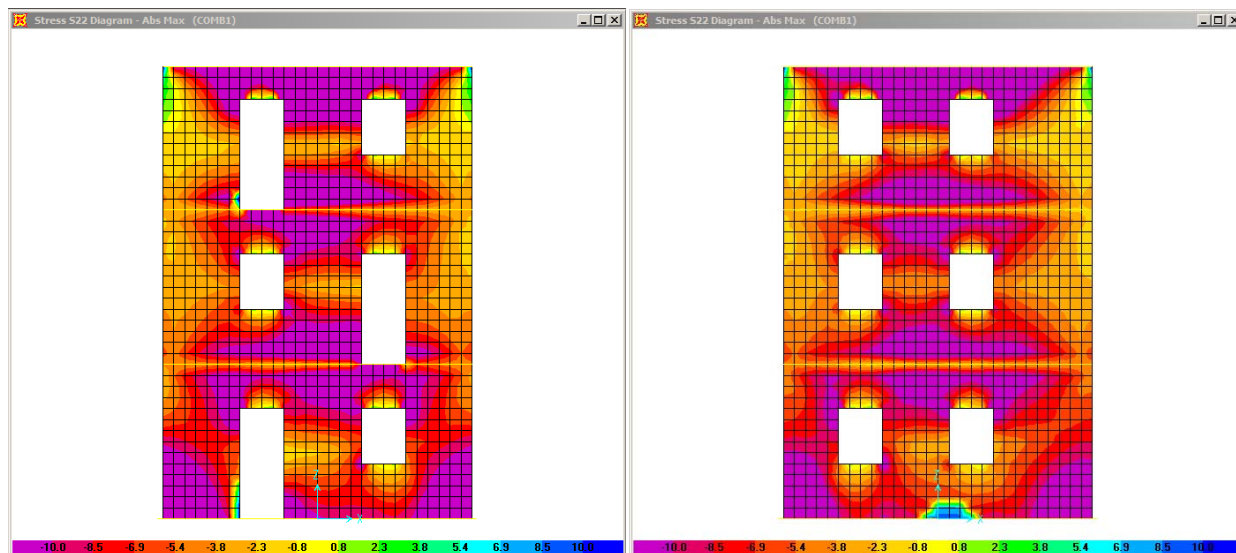 Stress S22 Diagram - Abs Max (COMB1)
X
-10.0 -8.5 -6.9 -5.4 -3.8 -2.3 -0.8 0.8 2.3 3.8 5.4 6.9 8.5 10.0
Stress S22 Diagram - Abs Max (COMB1)
X
-10.0 -8.5 -6.9 -5.4 -3.8 -2.3 -0.8 0.8 2.3 3.8 5.4 6.9 8.5 10.0